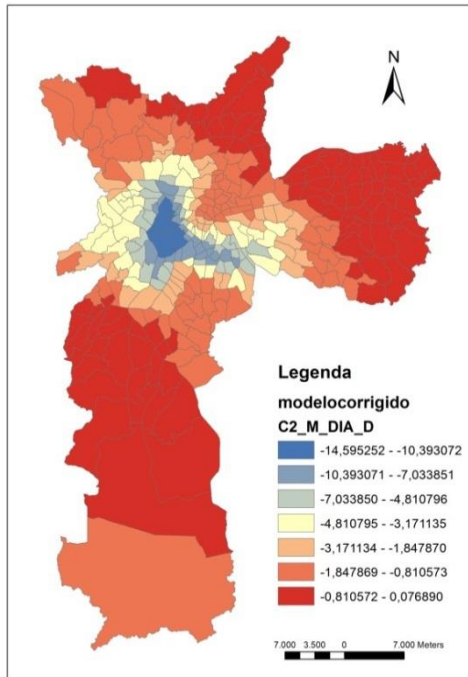 N
Legenda
modelocorrigido
C2_M_DIA_D
-14,595252 - -10,393072
-10,393071 - -7,033851
-7,033850 - -4,810796
-4,810795 - -3,171135
-3,171134 - -1,847870
-1,847869 - -0,810573
-0,810572 - 0,076890
7.000 3.500 0 7.000 Meters